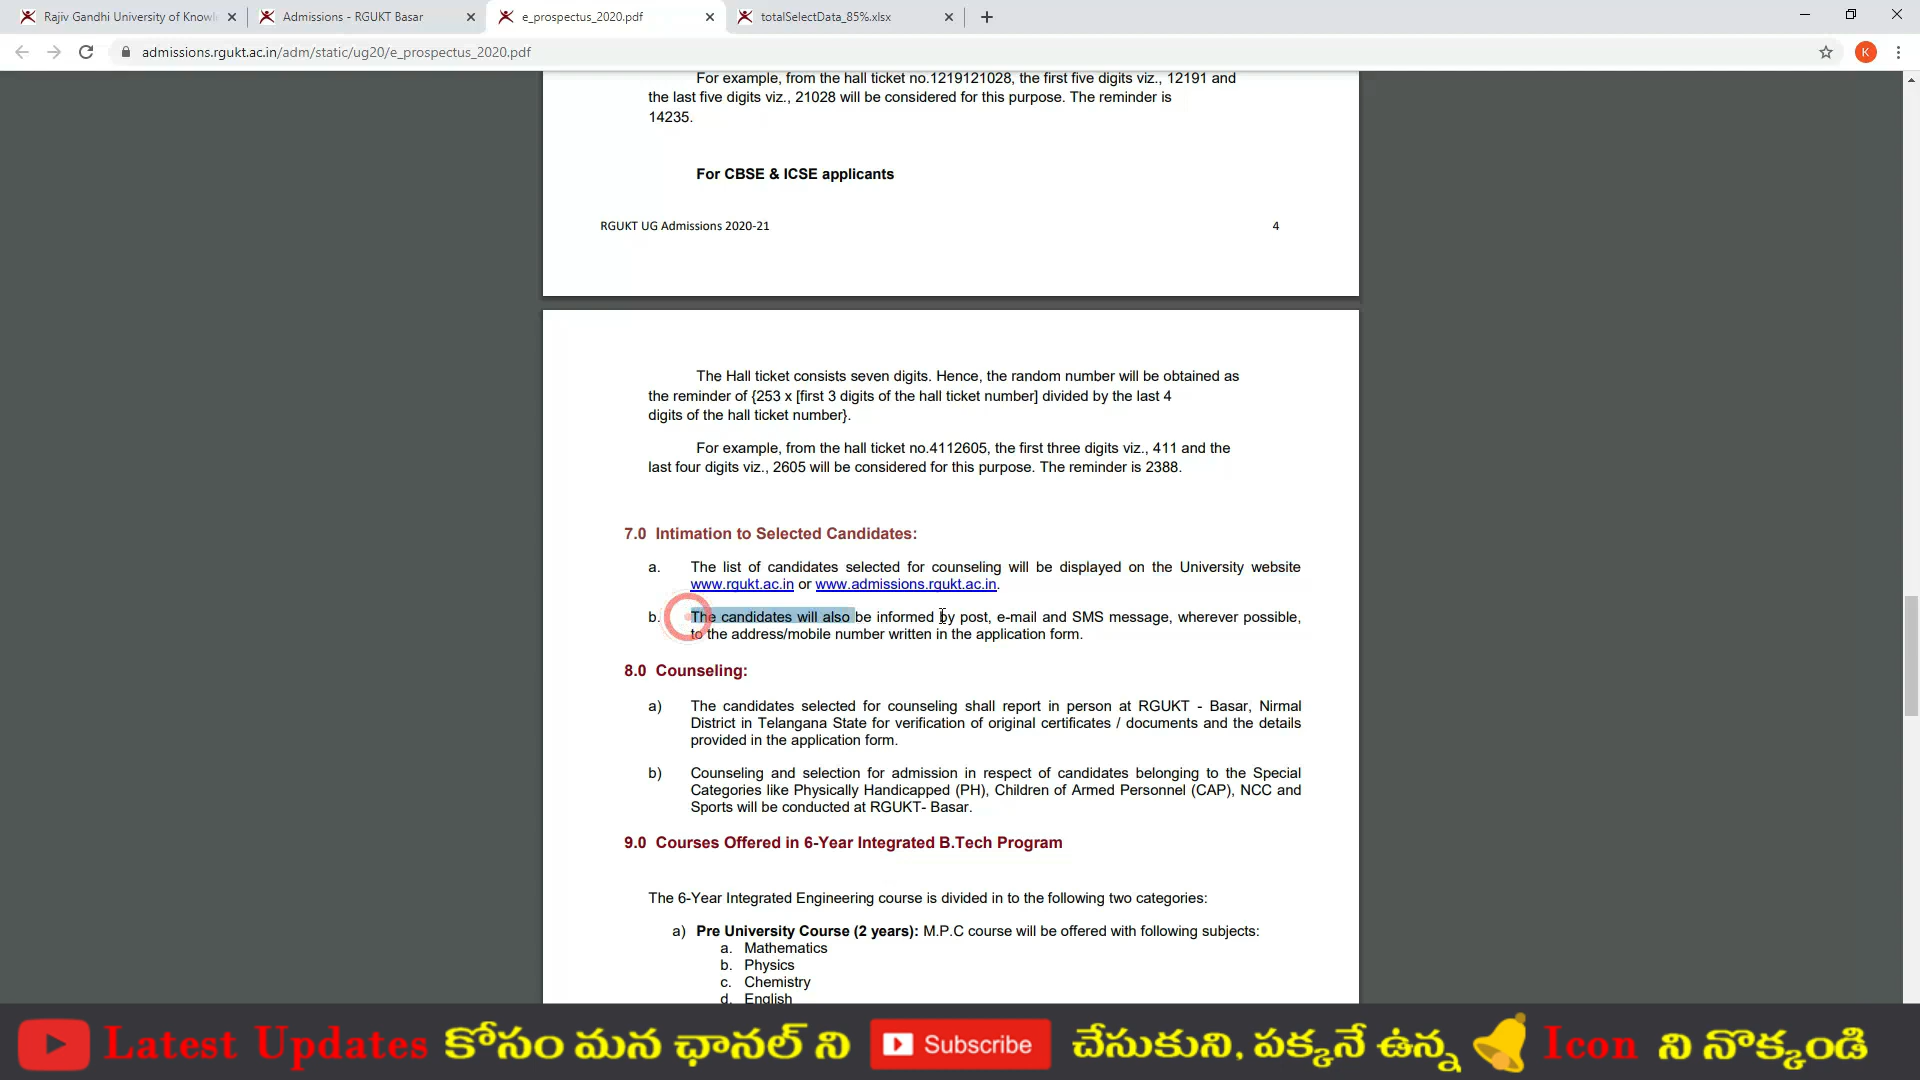 Rajiv Gandhi University of Knowl
Admissions - RGUKT Basar
e_prospectus_2020.pdf
totalSelectData_85%.xlsx
admissions.rgukt.ac.in/adm/static/ug20/e_prospectus_2020.pdf
K
For example, from the hall ticket no.1219121028, the first five digits viz., 12191 and
the last five digits viz., 21028 will be considered for this purpose. The reminder is
14235.
For CBSE & ICSE applicants
RGUKT UG Admissions 2020-21 4
The Hall ticket consists seven digits. Hence, the random number will be obtained as
the reminder of {253 x [first 3 digits of the hall ticket number] divided by the last 4
digits of the hall ticket number}.
For example, from the hall ticket no.4112605, the first three digits viz., 411 and the
last four digits viz., 2605 will be considered for this purpose. The reminder is 2388.
7.0 Intimation to Selected Candidates:
a. The list of candidates selected for counseling will be displayed on the University website
www.rgukt.ac.in or www.admissions.rgukt.ac.in.
b. The candidates will also be informed by post, e-mail and SMS message, wherever possible,
to the address/mobile number written in the application form.
8.0 Counseling:
a) The candidates selected for counseling shall report in person at RGUKT - Basar, Nirmal
District in Telangana State for verification of original certificates / documents and the details
provided in the application form.
b) Counseling and selection for admission in respect of candidates belonging to the Special
Categories like Physically Handicapped (PH), Children of Armed Personnel (CAP), NCC and
Sports will be conducted at RGUKT- Basar.
9.0 Courses Offered in 6-Year Integrated B.Tech Program
The 6-Year Integrated Engineering course is divided in to the following two categories:
a) Pre University Course (2 years): M.P.C course will be offered with following subjects:
a. Mathematics
b. Physics
c. Chemistry
d. English
Latest Updates కోసం మన ఛానల్ ని Subscribe చేసుకుని, పక్కనే ఉన్న Icon ని నొక్కండి